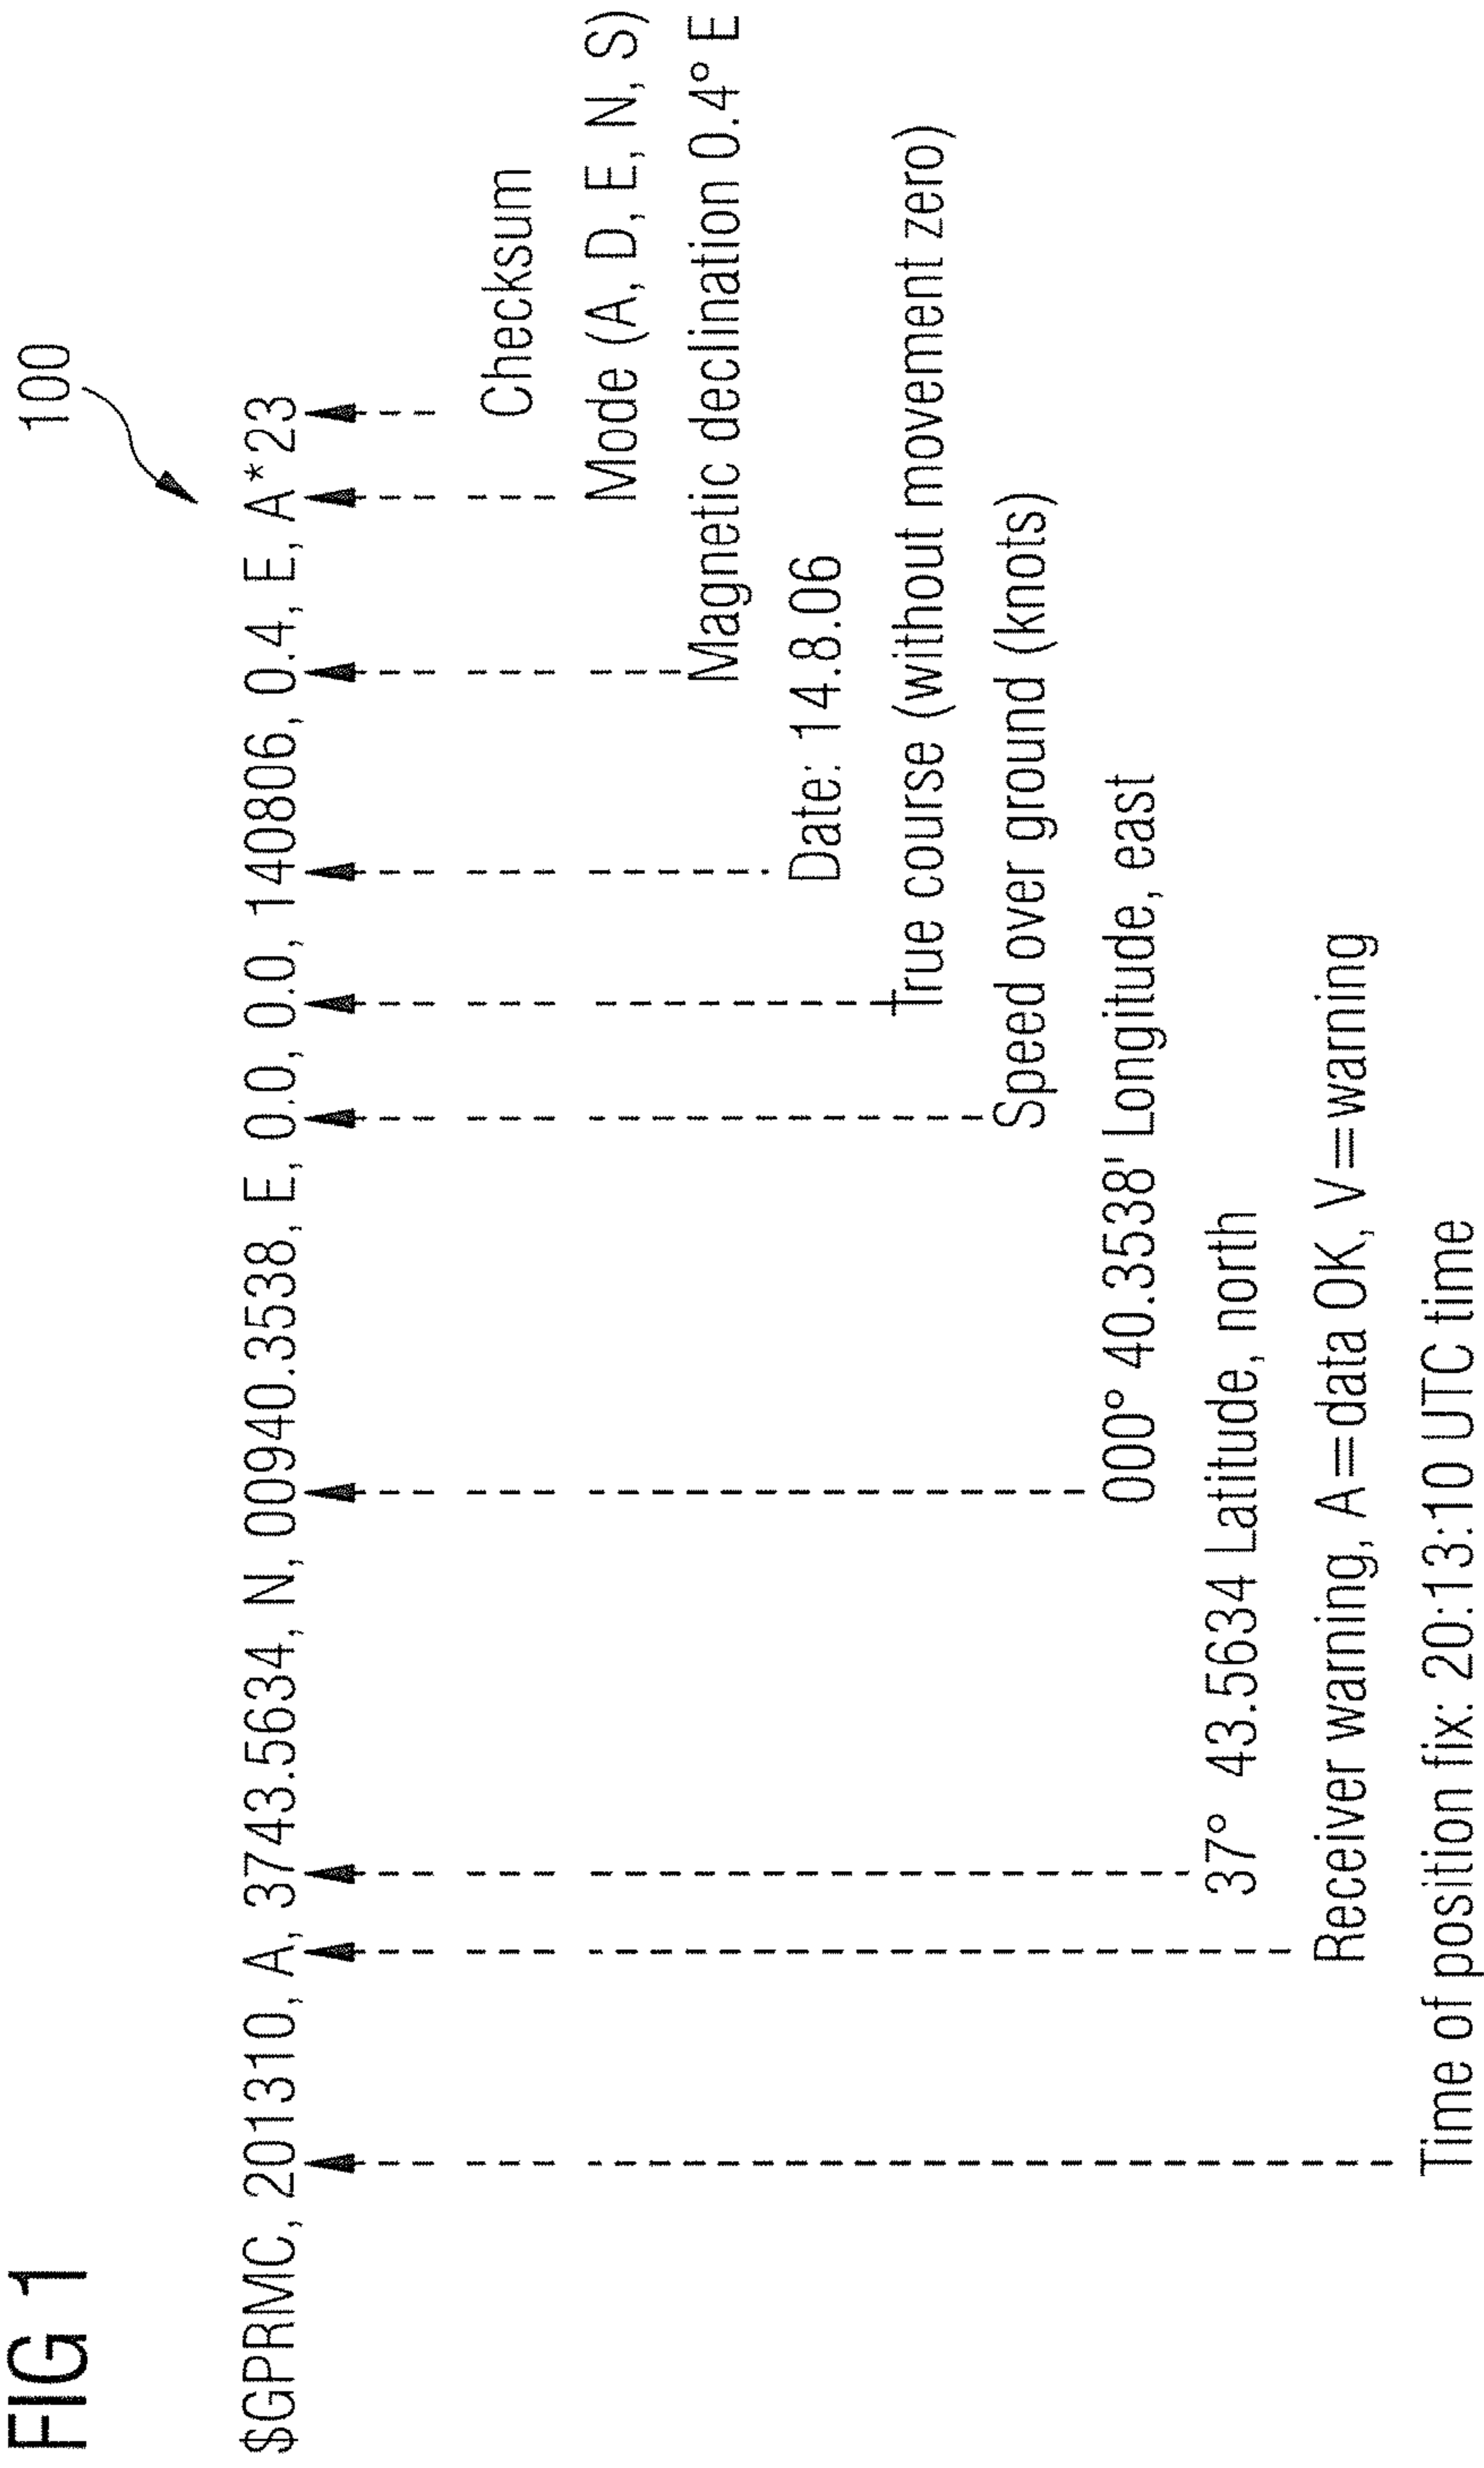 FIG 1
100
$GPRMC, 201310, A, 3743.5634, N, 00940.3538, E, 0.0, 0.0, 140806, 0.4, E, A*23
Checksum
Mode (A, D, E, N, S)
Magnetic declination 0.4° E
Date: 14.8.06
True course (without movement zero)
Speed over ground (knots)
000° 40.3538' Longitude, east
37° 43.5634 Latitude, north
Receiver warning, A=data OK, V=warning
Time of position fix: 20:13:10 UTC time